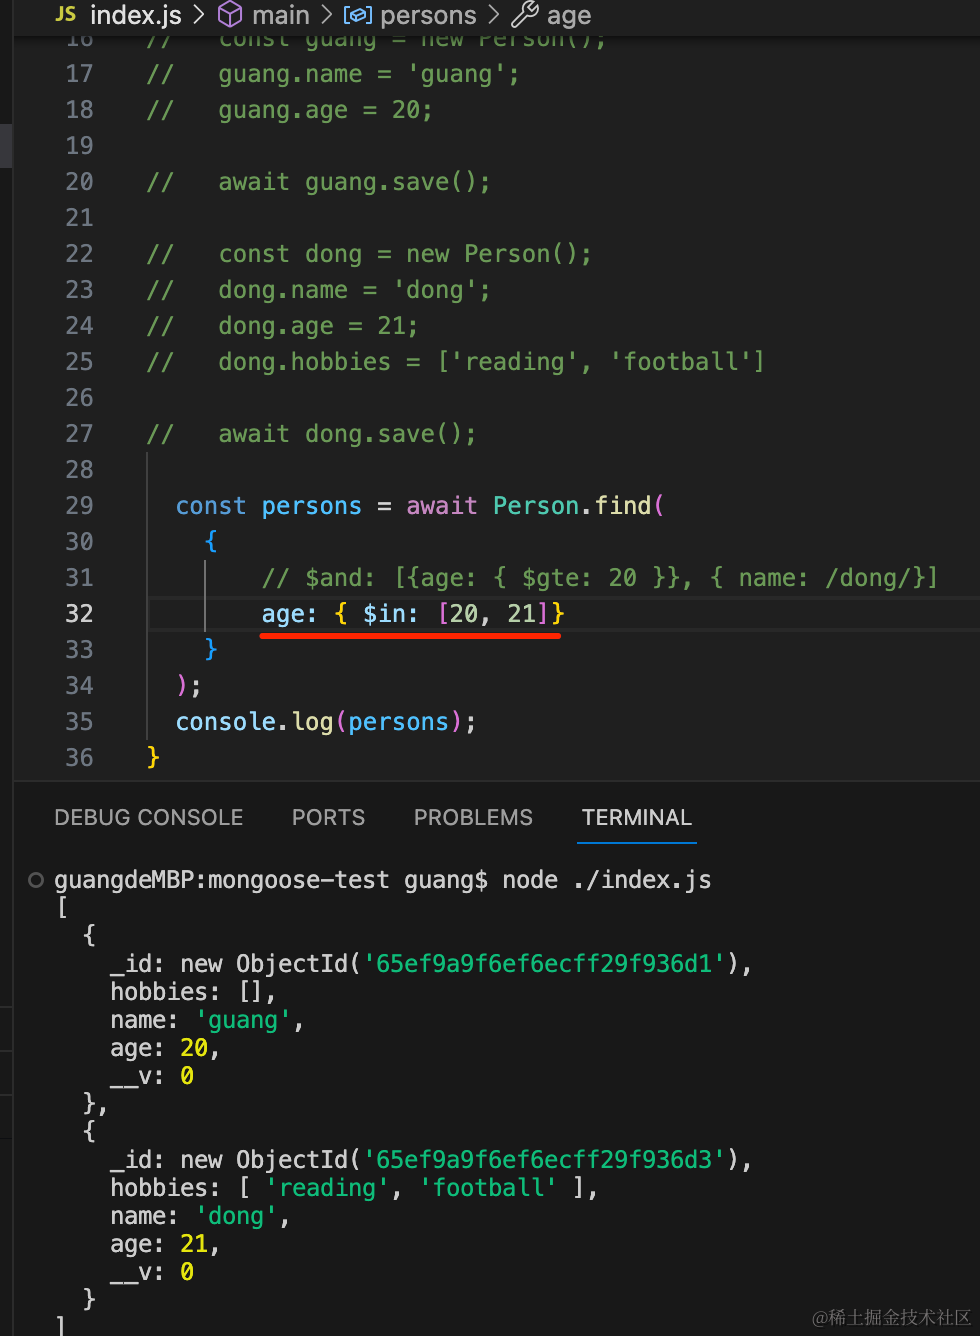 JS index.js > main > persons > age
16 // const guang = new Person();
17 // guang.name = 'guang';
18 // guang.age = 20;
19
20 // await guang.save();
21
22 // const dong = new Person();
23 // dong.name = 'dong';
24 // dong.age = 21;
25 // dong.hobbies = ['reading', 'football']
26
27 // await dong.save();
28
29 const persons = await Person.find(
30 {
31 // $and: [{age: { $gte: 20 }}, { name: /dong/}]
32 age: { $in: [20, 21]}
33 }
34 );
35 console.log(persons);
36 }
DEBUG CONSOLE PORTS PROBLEMS TERMINAL
guangdeMBP:mongoose-test guang$ node ./index.js
[
{
_id: new ObjectId('65ef9a9f6ef6ecff29f936d1'),
hobbies: [],
name: 'guang',
age: 20,
__v: 0
},
{
_id: new ObjectId('65ef9a9f6ef6ecff29f936d3'),
hobbies: [ 'reading', 'football' ],
name: 'dong',
age: 21,
__v: 0
}
]
@稀土掘金技术社区